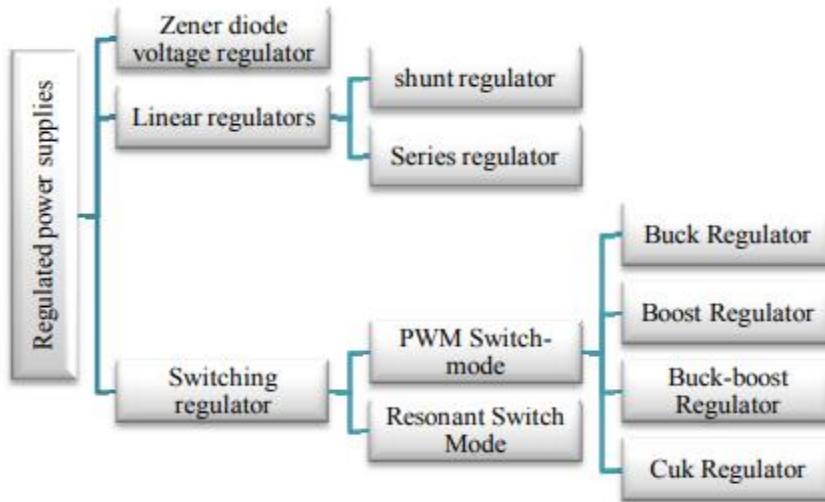 Regulated power supplies
Zener diode
voltage regulator
Linear regulators
shunt regulator
Series regulator
Switching
regulator
PWM Switch-
mode
Resonant Switch
Mode
Buck Regulator
Boost Regulator
Buck-boost
Regulator
Cuk Regulator